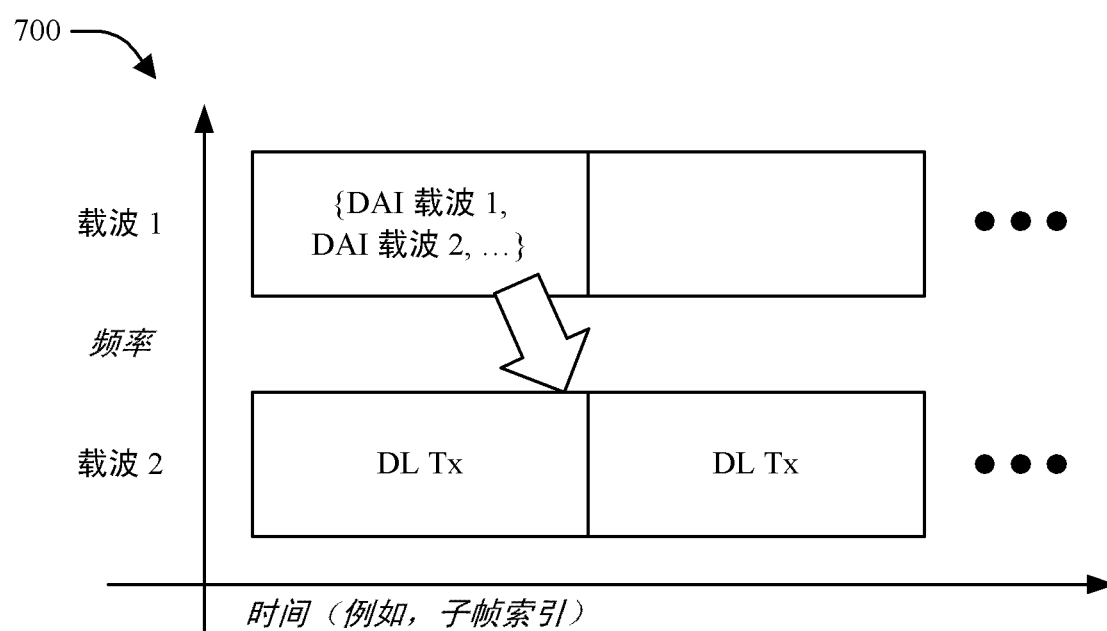 700
载波 1
{DAI 载波 1,
DAI 载波 2, …}
频率
载波 2
DL Tx
DL Tx
时间（例如，子帧索引）